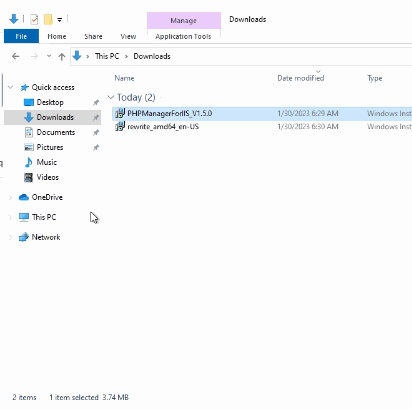 Manage
Downloads
File
Home
Share
View
Application Tools
This PC
Downloads
Name
Date modified
Type
Quick access
Desktop
Downloads
Documents
Pictures
Music
Videos
OneDrive
This PC
Network
Today (2)
PHPManagerForIIS_V1.5.0
1/30/2023 6:29 AM
Windows Inst
rewrite_amd64_en-US
1/30/2023 6:30 AM
Windows Inst
2 items
1 item selected 3.74 MB